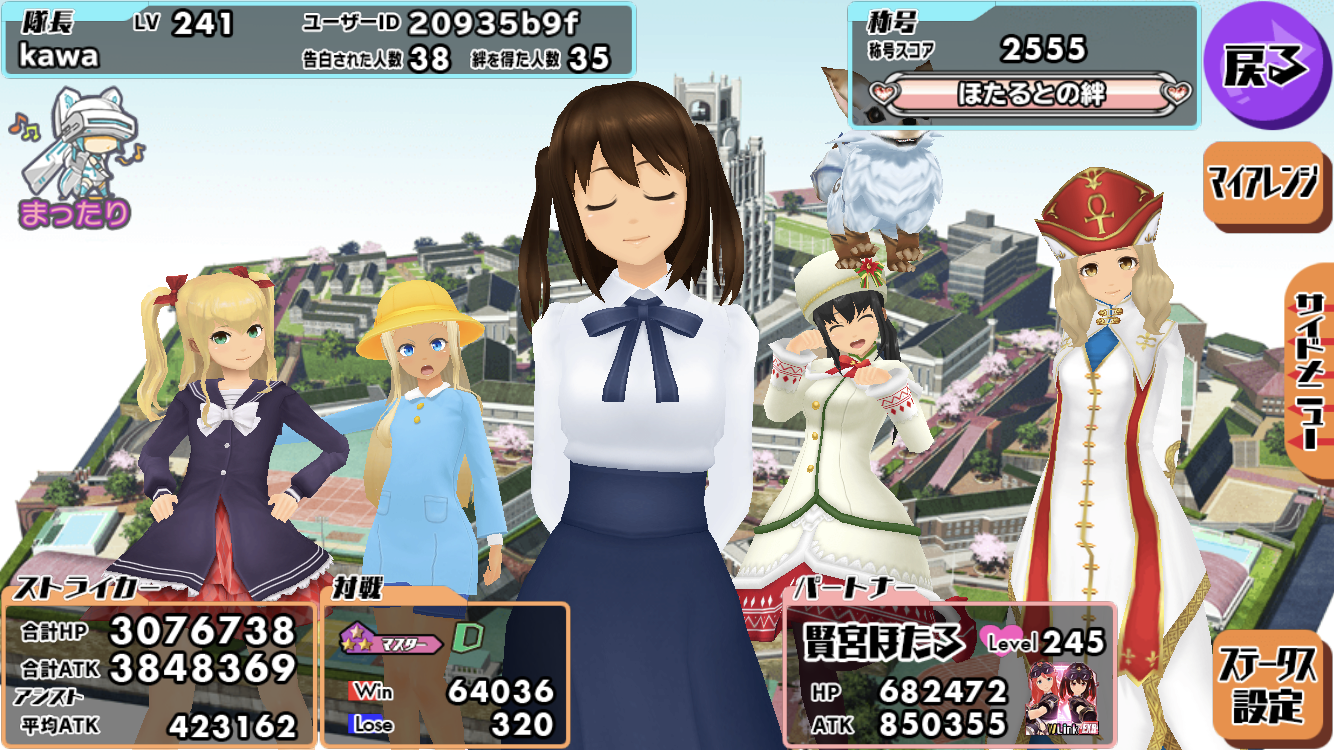 隊長 LV 241 ユーザーID 20935b9f
kawa 告白された人数 38 絆を得た人数 35
称号
称号スコア 2555
ほたるとの絆
戻る
マイアレンジ
まったり
サイドメニュー
ストライカー
合計HP 3076738
合計ATK 3848369
アシスト
平均ATK 423162
対戦
マスター D
Win 64036
Lose 320
パートナー
賢宮ほたる Level 245
HP 682472
ATK 850355
Link
ステータス
設定